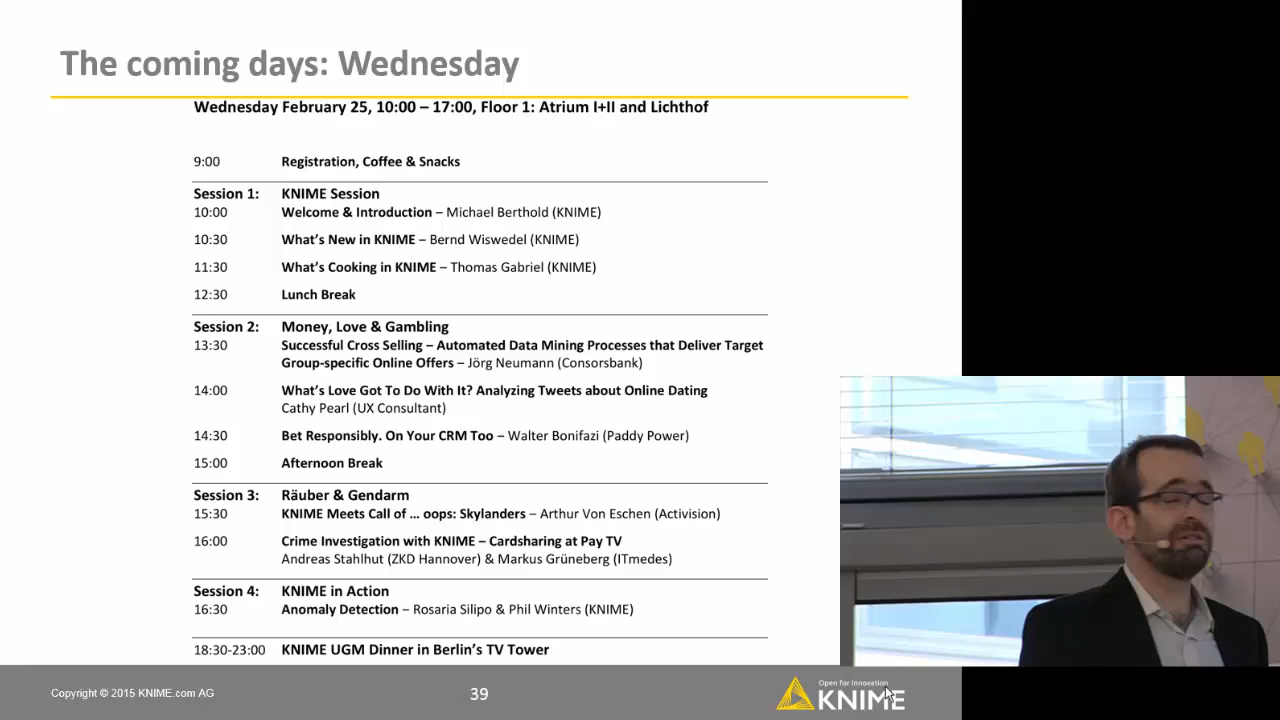 The coming days: Wednesday
Wednesday February 25, 10:00 – 17:00, Floor 1: Atrium I+II and Lichthof
9:00 Registration, Coffee & Snacks
Session 1: KNIME Session
10:00 Welcome & Introduction – Michael Berthold (KNIME)
10:30 What's New in KNIME – Bernd Wiswedel (KNIME)
11:30 What's Cooking in KNIME – Thomas Gabriel (KNIME)
12:30 Lunch Break
Session 2: Money, Love & Gambling
13:30 Successful Cross Selling – Automated Data Mining Processes that Deliver Target
Group-specific Online Offers – Jörg Neumann (Consorsbank)
14:00 What's Love Got To Do With It? Analyzing Tweets about Online Dating
Cathy Pearl (UX Consultant)
14:30 Bet Responsibly. On Your CRM Too – Walter Bonifazi (Paddy Power)
15:00 Afternoon Break
Session 3: Räuber & Gendarm
15:30 KNIME Meets Call of … oops: Skylanders – Arthur Von Eschen (Activision)
16:00 Crime Investigation with KNIME – Cardsharing at Pay TV
Andreas Stahlhut (ZKD Hannover) & Markus Grüneberg (ITmedes)
Session 4: KNIME in Action
16:30 Anomaly Detection – Rosaria Silipo & Phil Winters (KNIME)
18:30-23:00 KNIME UGM Dinner in Berlin's TV Tower
Copyright © 2015 KNIME.com AG
39
Open for Innovation
KNIME